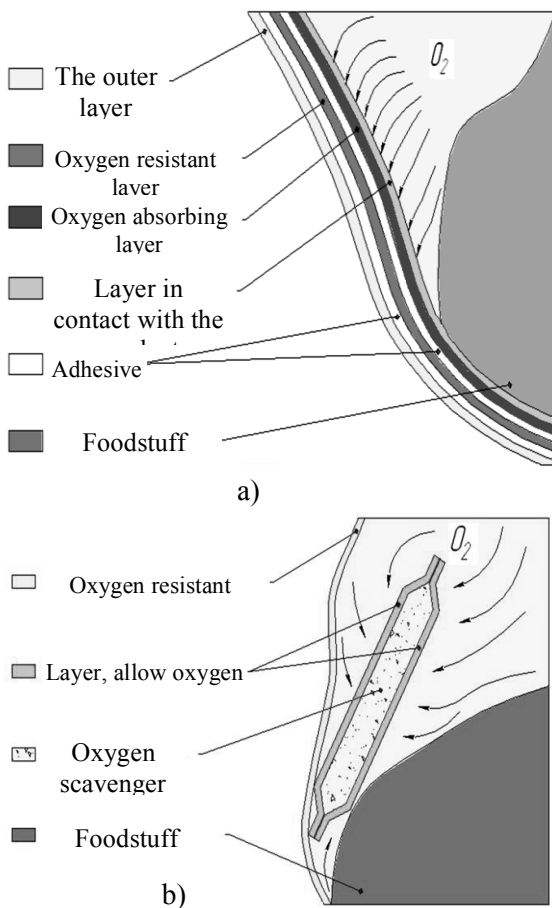 O₂
The outer
layer
Oxygen resistant
layer
Oxygen absorbing
layer
Layer in
contact with the
Adhesive
Foodstuff
a)
O₂
Oxygen resistant
Layer, allow oxygen
Oxygen
scavenger
Foodstuff
b)